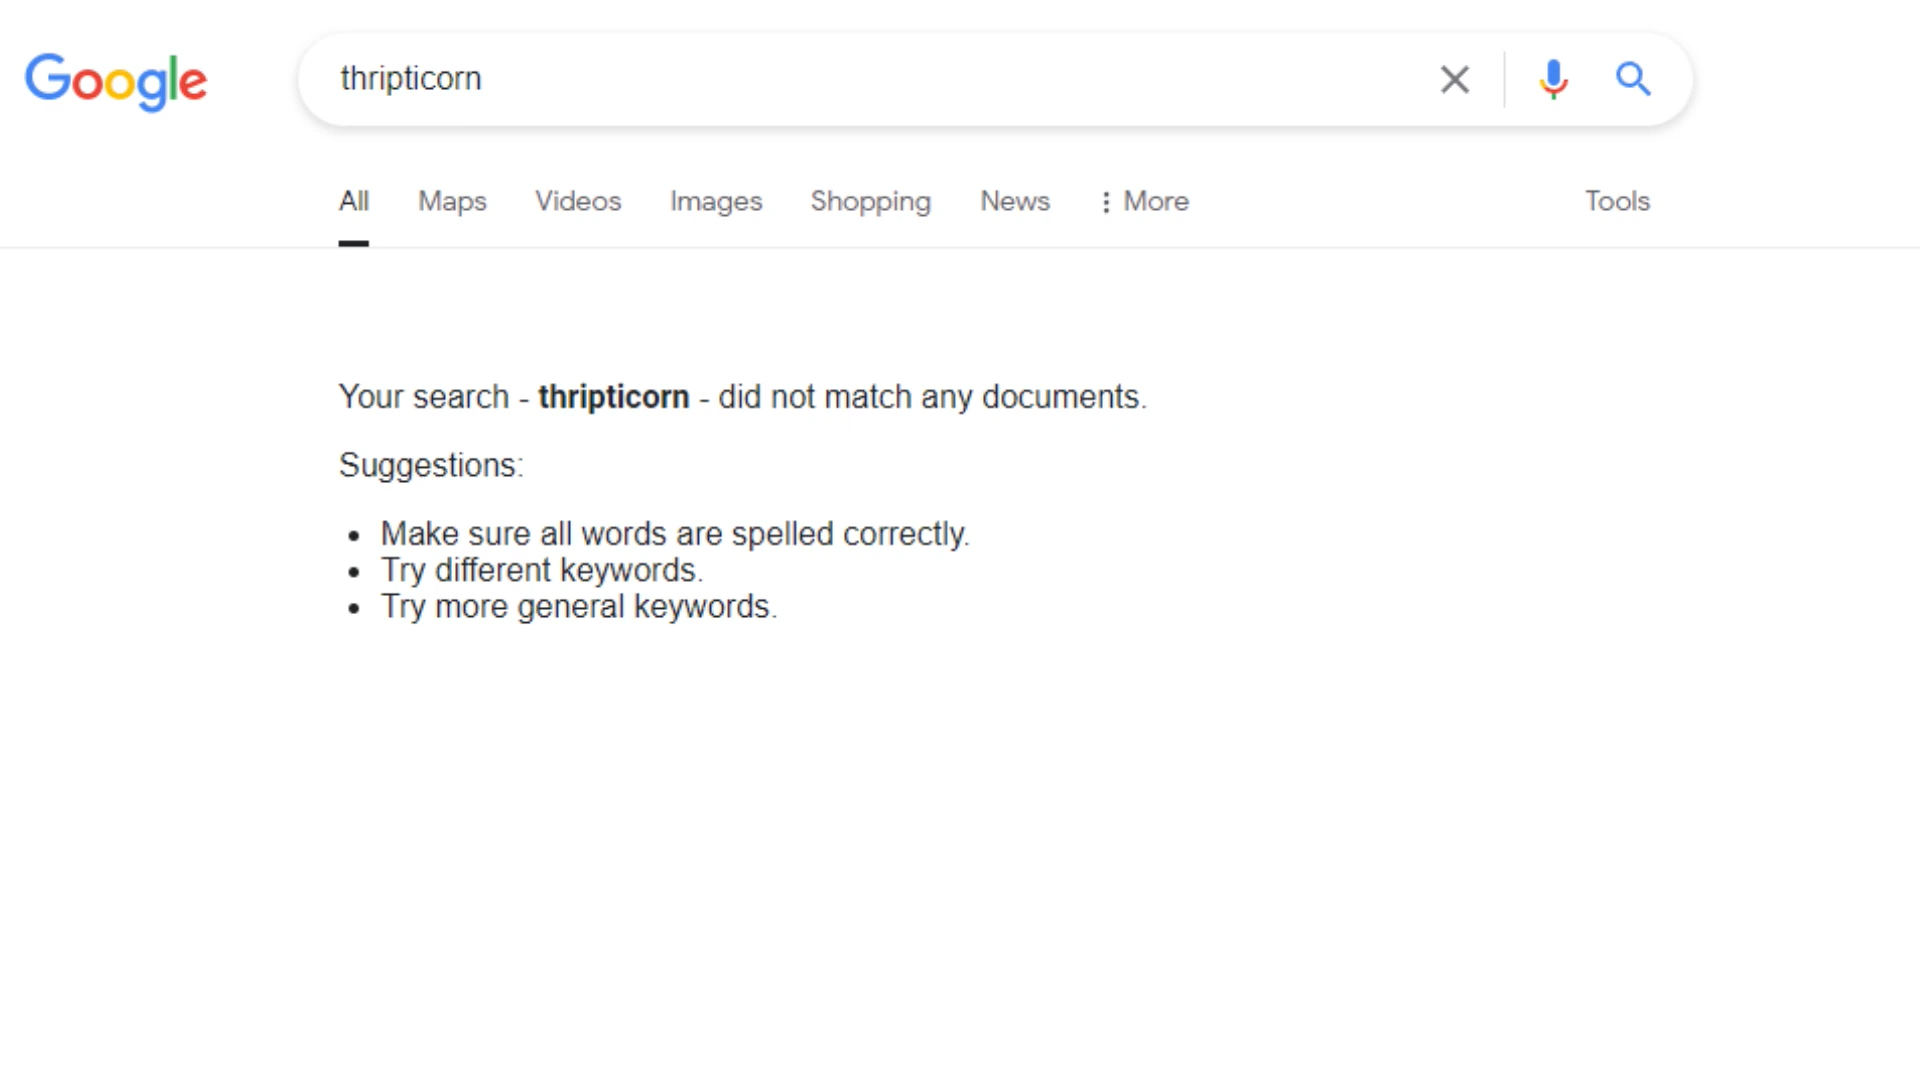 Google thripticorn
All Maps Videos Images Shopping News More Tools
Your search - thripticorn - did not match any documents.
Suggestions:
• Make sure all words are spelled correctly.
• Try different keywords.
• Try more general keywords.